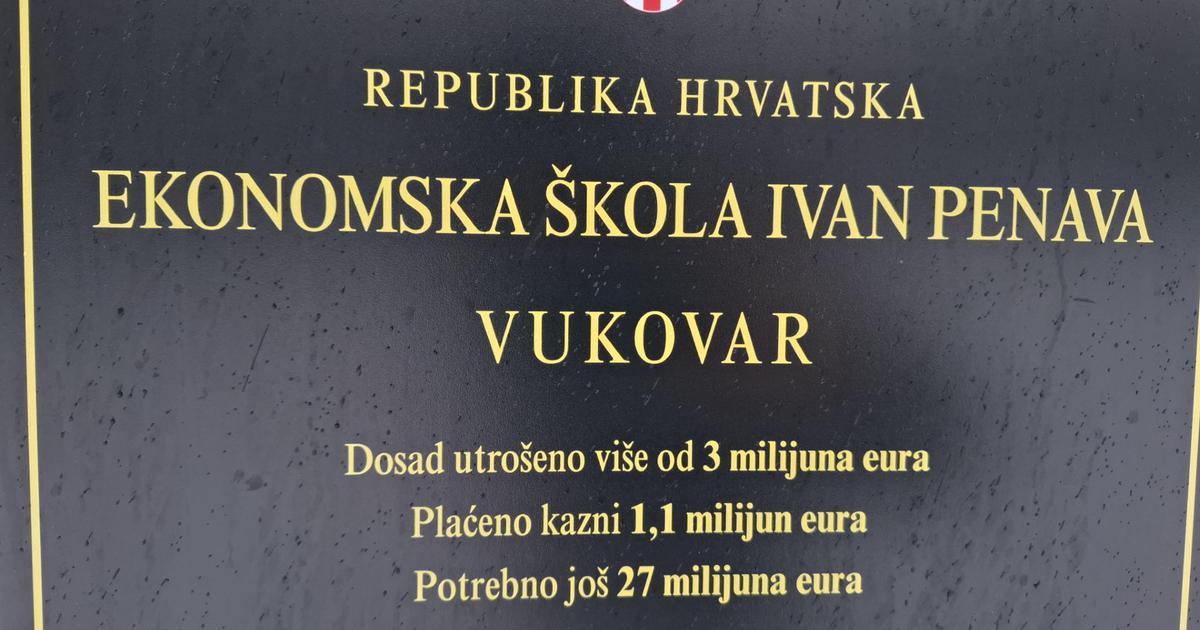 REPUBLIKA HRVATSKA
EKONOMSKA ŠKOLA IVAN PENAVA
VUKOVAR
Dosad utrošeno više od 3 milijuna eura
Plaćeno kazni 1,1 milijun eura
Potrebno još 27 milijuna eura